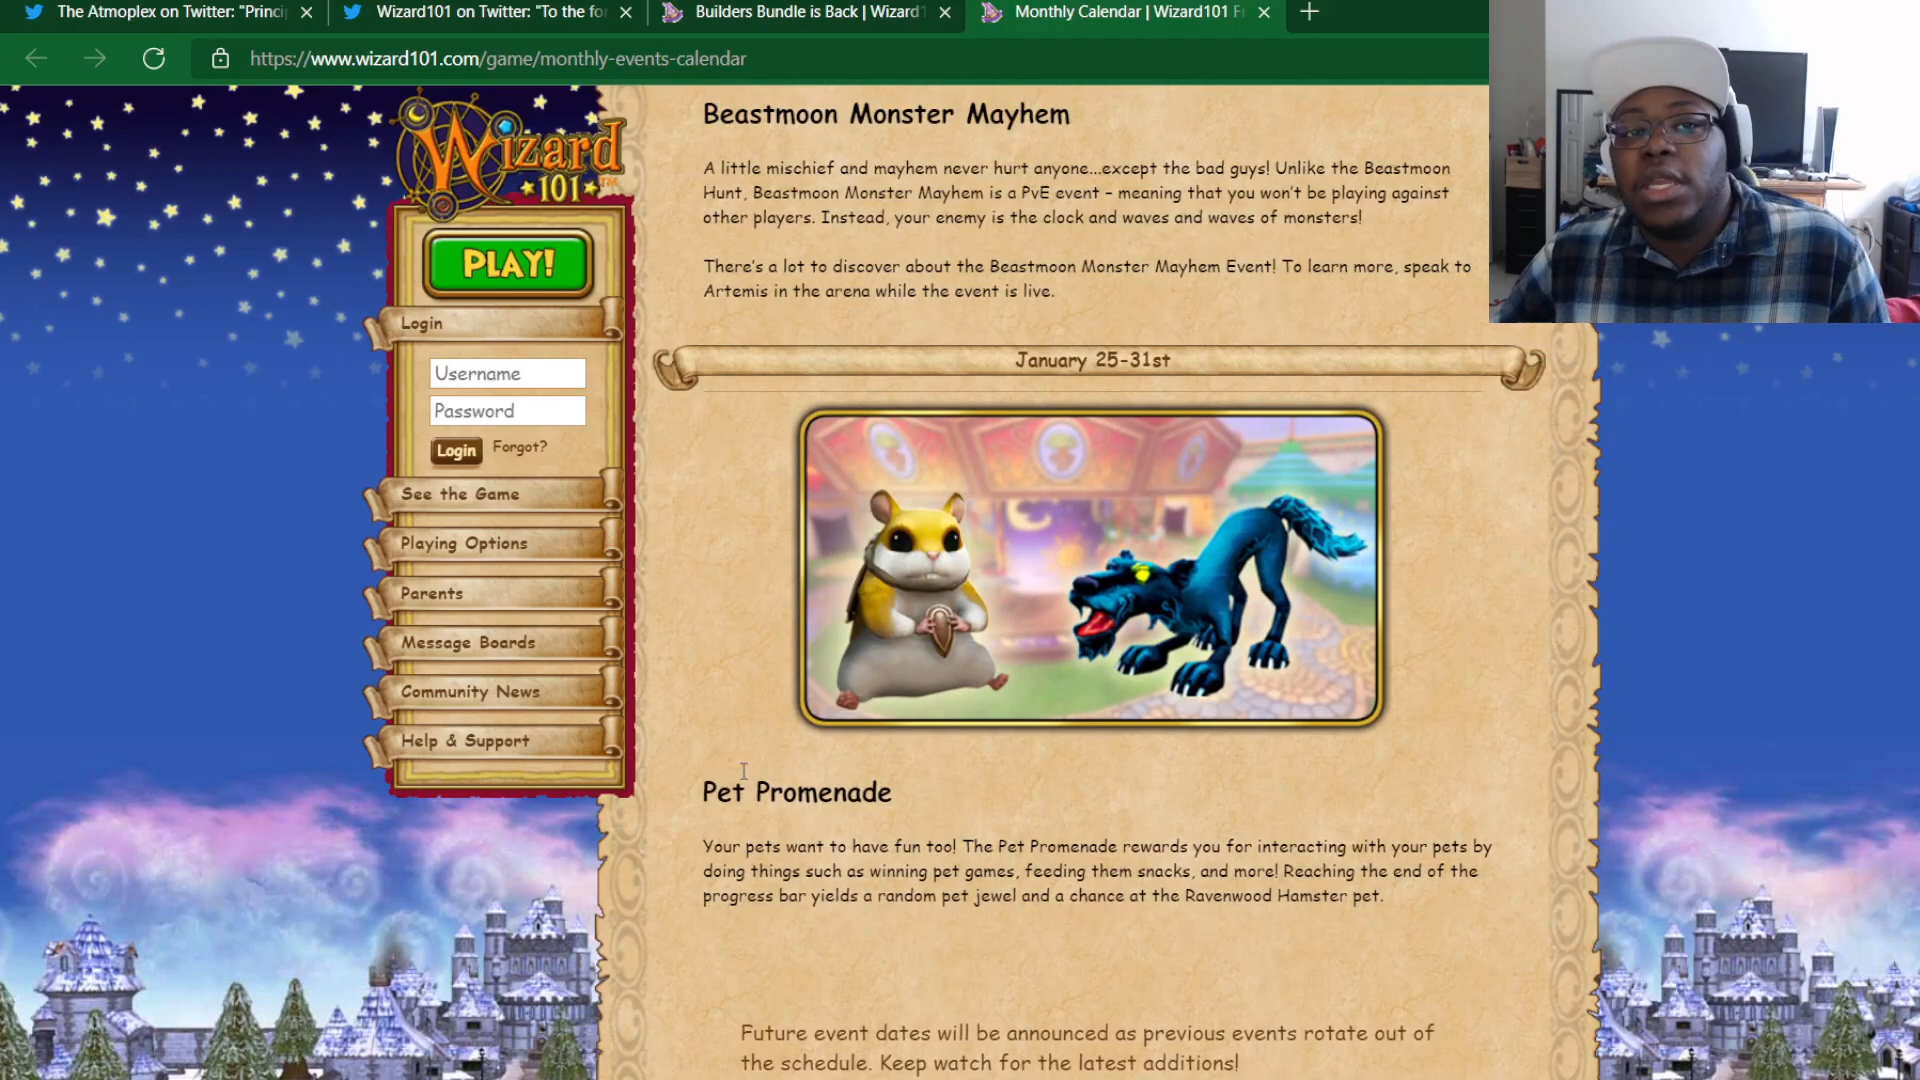 The Atmoplex on Twitter: "Princi
Wizard101 on Twitter: "To the fo
Builders Bundle is Back | Wizard1
Monthly Calendar | Wizard101 Fr
https://www.wizard101.com/game/monthly-events-calendar
Wizard
101
PLAY!
Login
Username
Password
Login
Forgot?
See the Game
Playing Options
Parents
Message Boards
Community News
Help & Support
Beastmoon Monster Mayhem
A little mischief and mayhem never hurt anyone...except the bad guys! Unlike the Beastmoon
Hunt, Beastmoon Monster Mayhem is a PvE event – meaning that you won't be playing against
other players. Instead, your enemy is the clock and waves and waves of monsters!
There's a lot to discover about the Beastmoon Monster Mayhem Event! To learn more, speak to
Artemis in the arena while the event is live.
January 25-31st
Pet Promenade
Your pets want to have fun too! The Pet Promenade rewards you for interacting with your pets by
doing things such as winning pet games, feeding them snacks, and more! Reaching the end of the
progress bar yields a random pet jewel and a chance at the Ravenwood Hamster pet.
Future event dates will be announced as previous events rotate out of
the schedule. Keep watch for the latest additions!